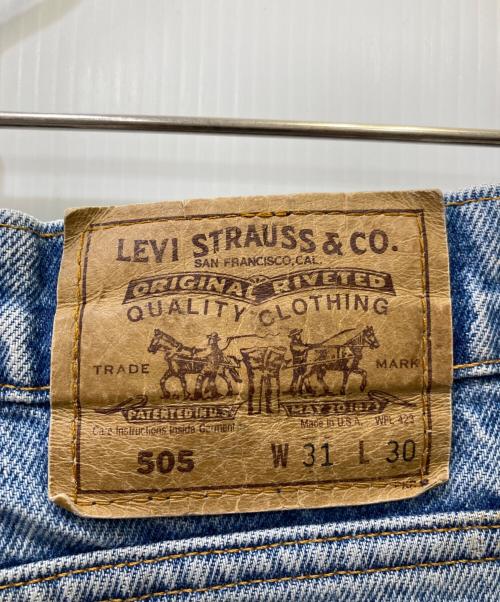 LEVI STRAUSS & CO.
SAN FRANCISCO, CAL.
ORIGINAL RIVETED
QUALITY CLOTHING
TRADE MARK
PATENTED IN U.S. MAY 20 1873
Care Instructions Inside Garment Made in U.S.A. WPL 423
505 W 31 L 30